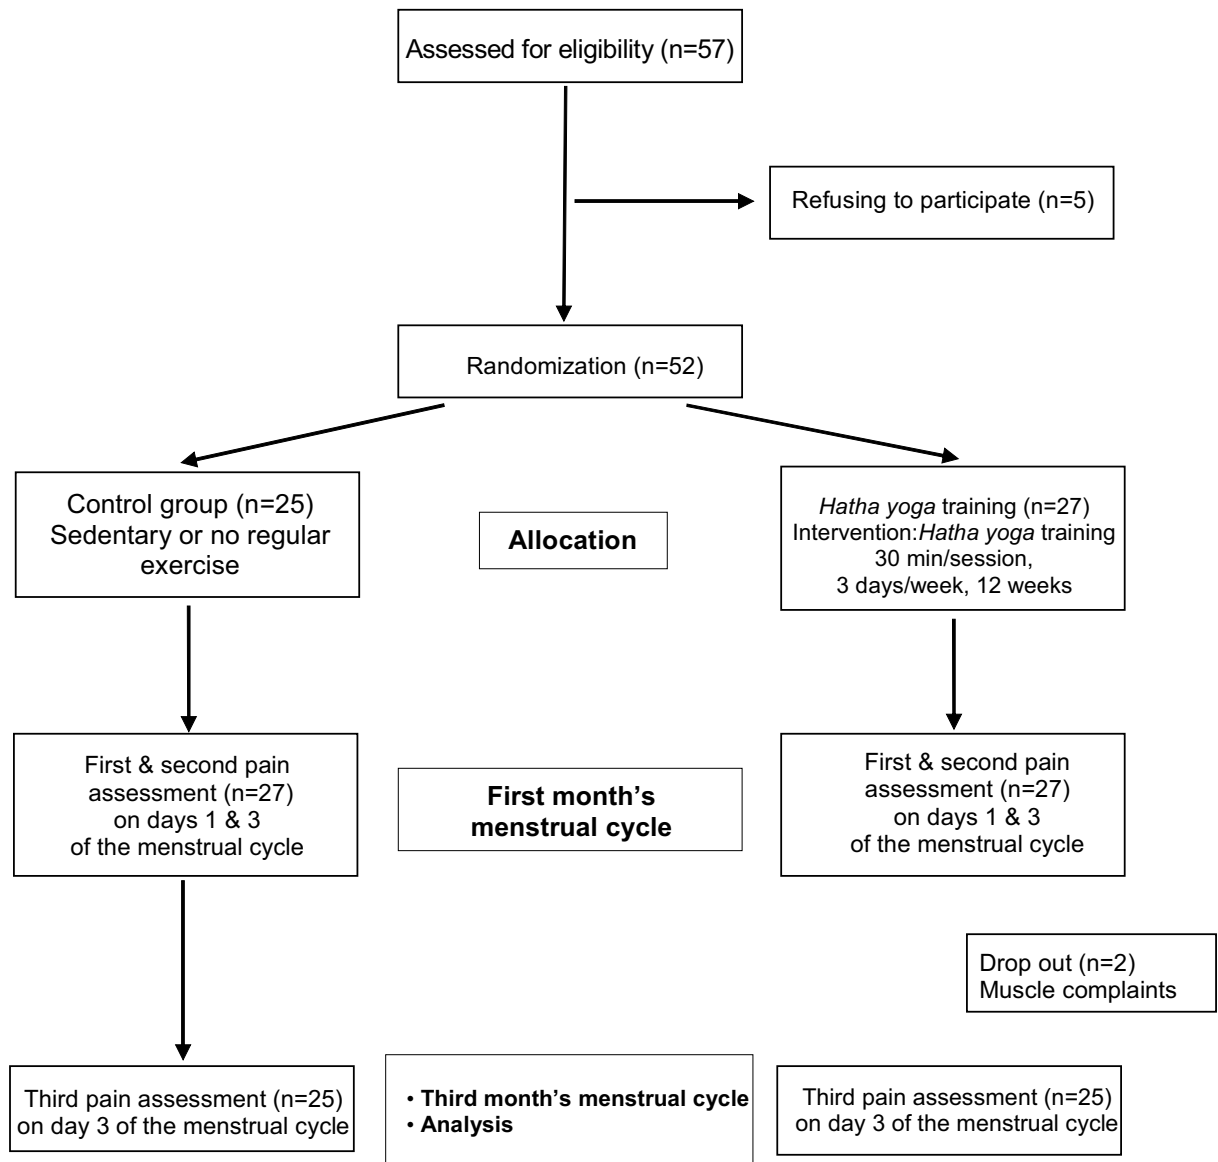 Assessed for eligibility (n=57)
Refusing to participate (n=5)
Randomization (n=52)
Control group (n=25)
Sedentary or no regular
exercise
Allocation
Hatha yoga training (n=27)
Intervention:Hatha yoga training
30 min/session,
3 days/week, 12 weeks
First & second pain
assessment (n=27)
on days 1 & 3
of the menstrual cycle
First month's
menstrual cycle
First & second pain
assessment (n=27)
on days 1 & 3
of the menstrual cycle
Drop out (n=2)
Muscle complaints
Third pain assessment (n=25)
on day 3 of the menstrual cycle
• Third month's menstrual cycle
• Analysis
Third pain assessment (n=25)
on day 3 of the menstrual cycle